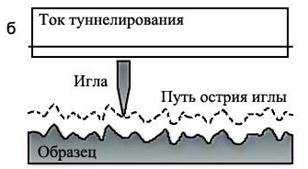 б
Ток туннелирования
Игла
Путь острия иглы
Образец